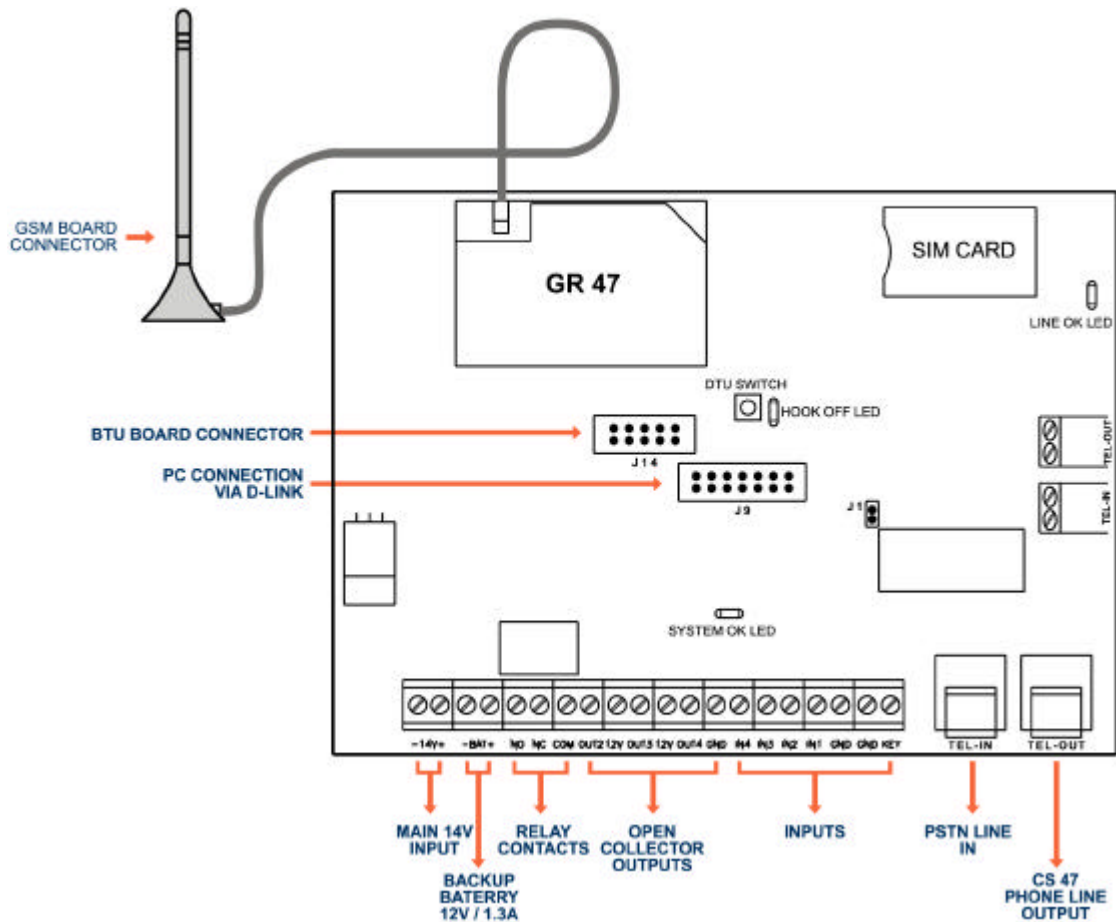 GSM BOARD
CONNECTOR
GR 47
SIM CARD
LINE OK LED
DTU SWITCH
HOOK OFF LED
BTU BOARD CONNECTOR
J14
PC CONNECTION
VIA D-LINK
J9
J1
TEL-OUT
TEL-IN
SYSTEM OK LED
-14V+ -BAT+ NO NC COM OUT2 12V OUT3 12V OUT4 GND IN4 IN3 IN2 IN1 GND GND KEY
TEL-IN
TEL-OUT
MAIN 14V
INPUT
BACKUP
BATERRY
12V / 1.3A
RELAY
CONTACTS
OPEN
COLLECTOR
OUTPUTS
INPUTS
PSTN LINE
IN
CS 47
PHONE LINE
OUTPUT